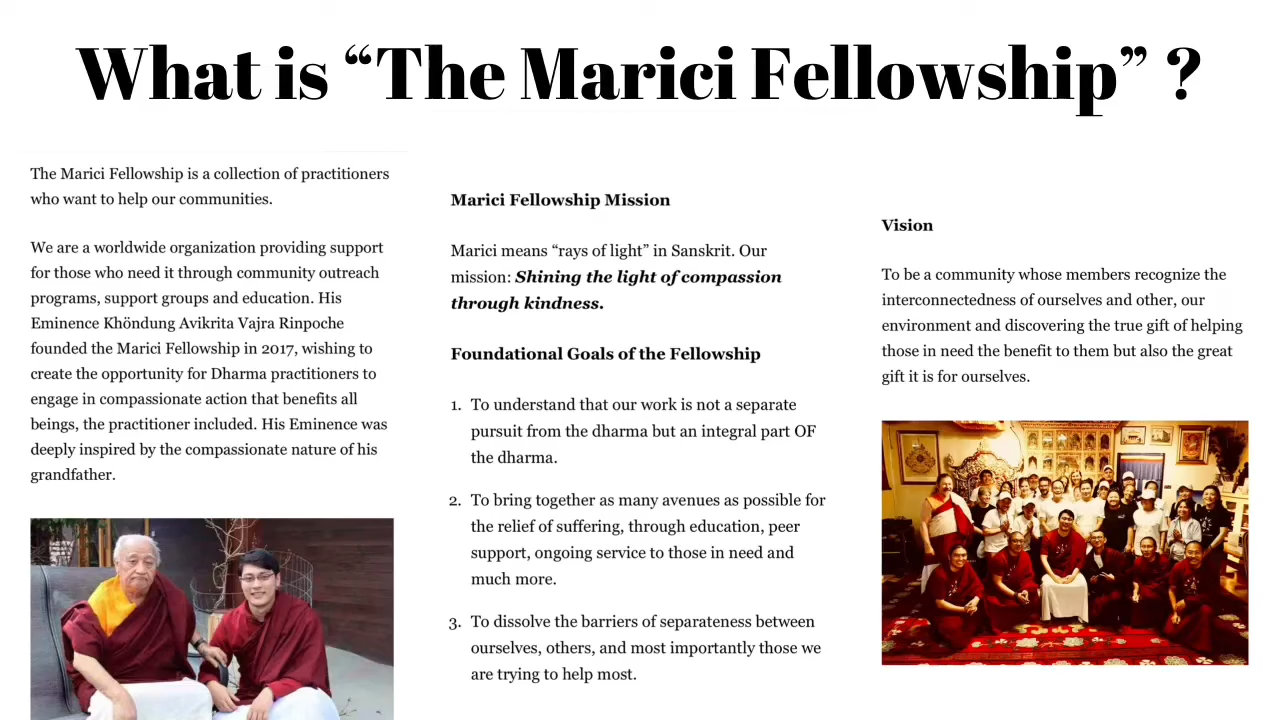 What is “The Marici Fellowship” ?
The Marici Fellowship is a collection of practitioners
who want to help our communities.
We are a worldwide organization providing support
for those who need it through community outreach
programs, support groups and education. His
Eminence Khöndung Avikrita Vajra Rinpoche
founded the Marici Fellowship in 2017, wishing to
create the opportunity for Dharma practitioners to
engage in compassionate action that benefits all
beings, the practitioner included. His Eminence was
deeply inspired by the compassionate nature of his
grandfather.
Marici Fellowship Mission
Marici means “rays of light” in Sanskrit. Our
mission: Shining the light of compassion
through kindness.
Foundational Goals of the Fellowship
1. To understand that our work is not a separate
pursuit from the dharma but an integral part OF
the dharma.
2. To bring together as many avenues as possible for
the relief of suffering, through education, peer
support, ongoing service to those in need and
much more.
3. To dissolve the barriers of separateness between
ourselves, others, and most importantly those we
are trying to help most.
Vision
To be a community whose members recognize the
interconnectedness of ourselves and other, our
environment and discovering the true gift of helping
those in need the benefit to them but also the great
gift it is for ourselves.